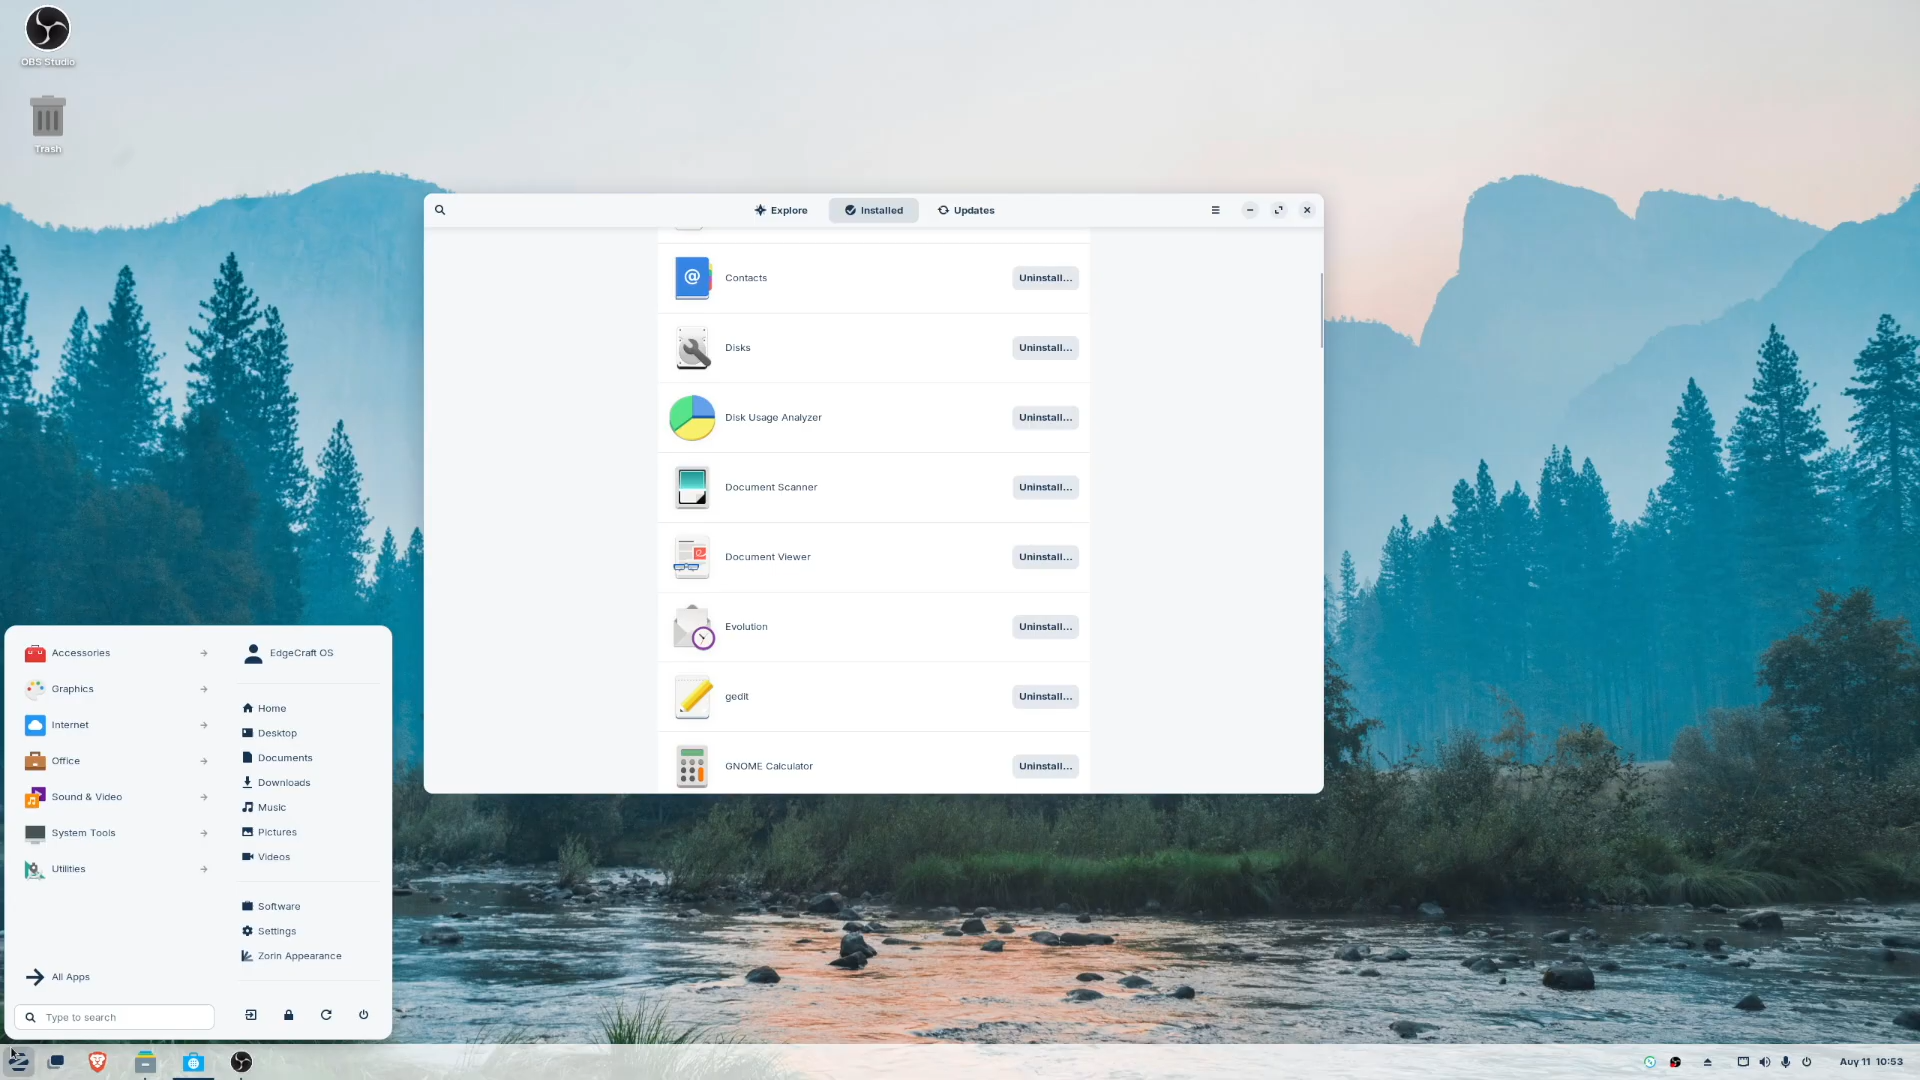 OBS Studio
Trash
Explore
Installed
Updates
Contacts
Uninstall...
Disks
Uninstall...
Disk Usage Analyzer
Uninstall...
Document Scanner
Uninstall...
Document Viewer
Uninstall...
Evolution
Uninstall...
gedit
Uninstall...
GNOME Calculator
Uninstall...
Accessories
Graphics
Internet
Office
Sound & Video
System Tools
Utilities
All Apps
Type to search
EdgeCraft OS
Home
Desktop
Documents
Downloads
Music
Pictures
Videos
Software
Settings
Zorin Appearance
Auy 11 10:53